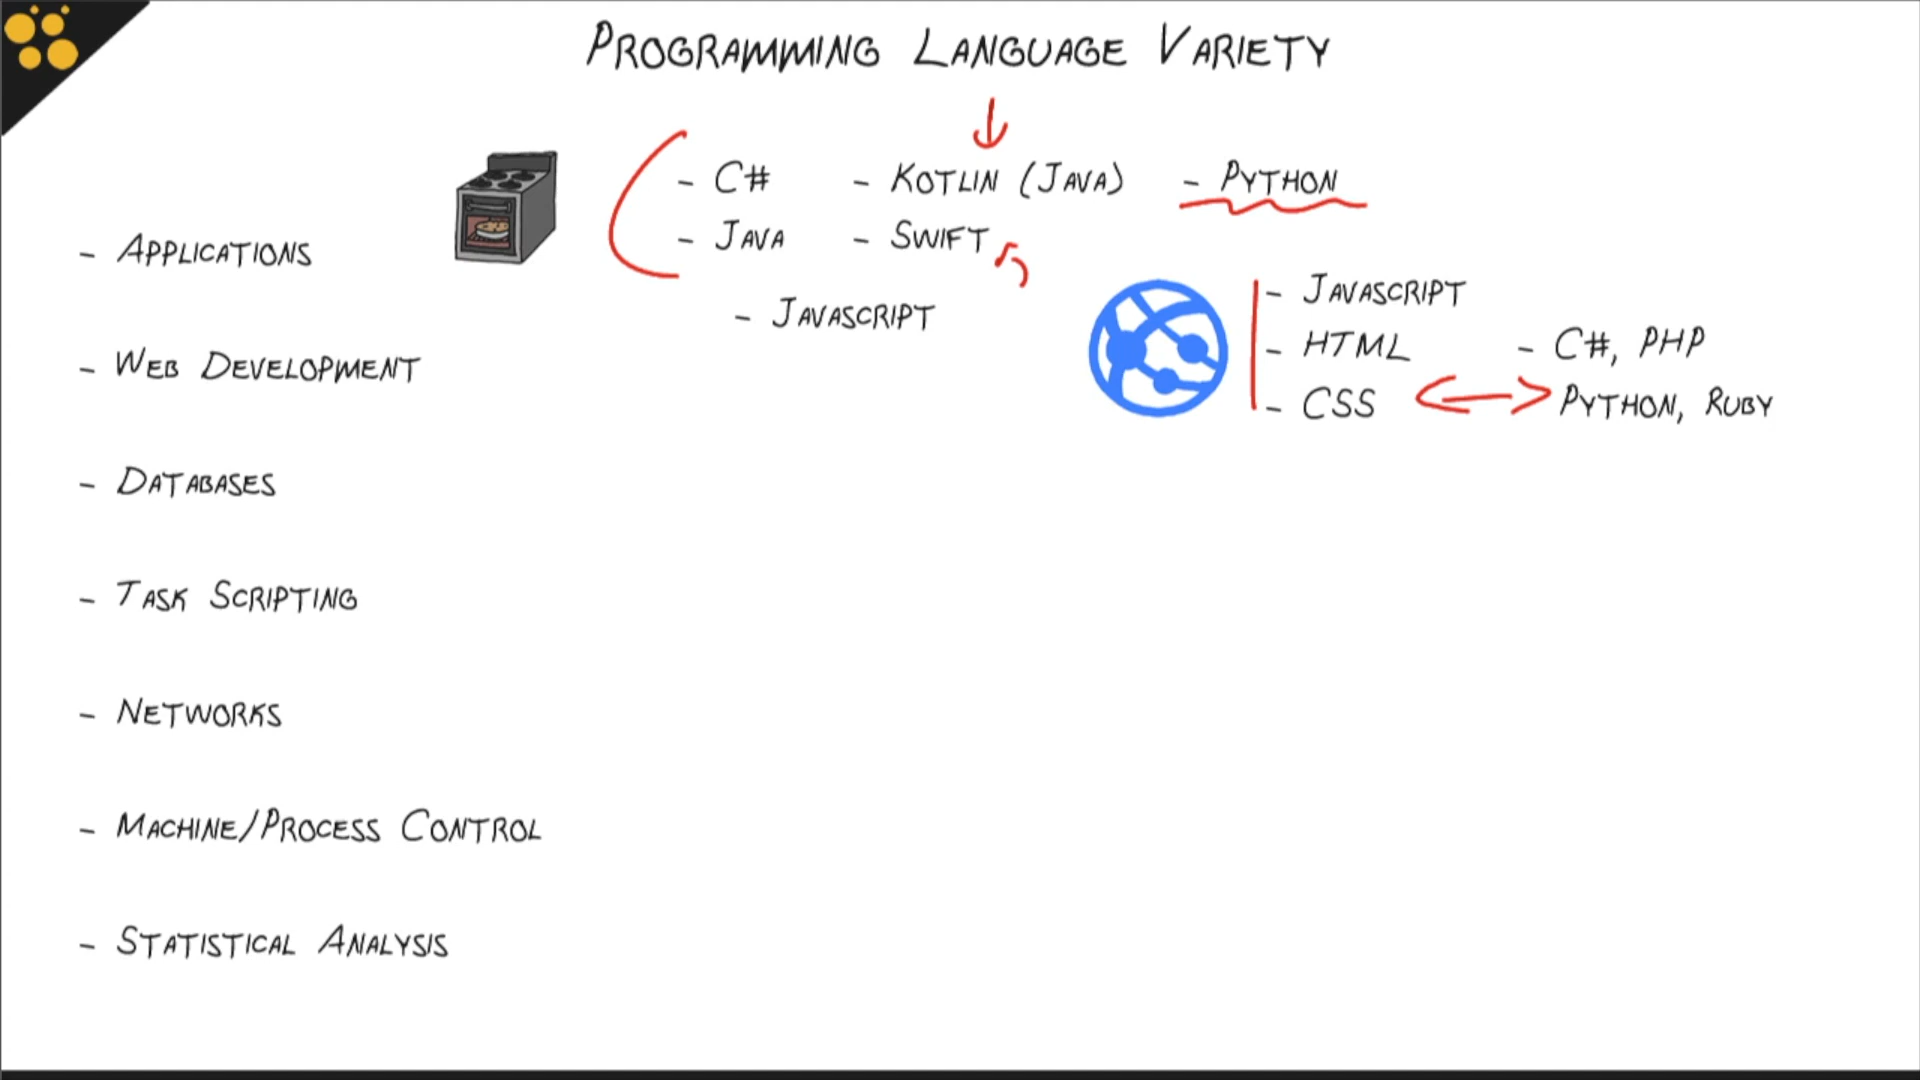 Programming Language Variety
- C# - Kotlin (Java) - Python
- Java - Swift
- Javascript
- Javascript
- HTML - C#, PHP
- CSS Python, Ruby
- Applications
- Web Development
- Databases
- Task Scripting
- Networks
- Machine/Process Control
- Statistical Analysis